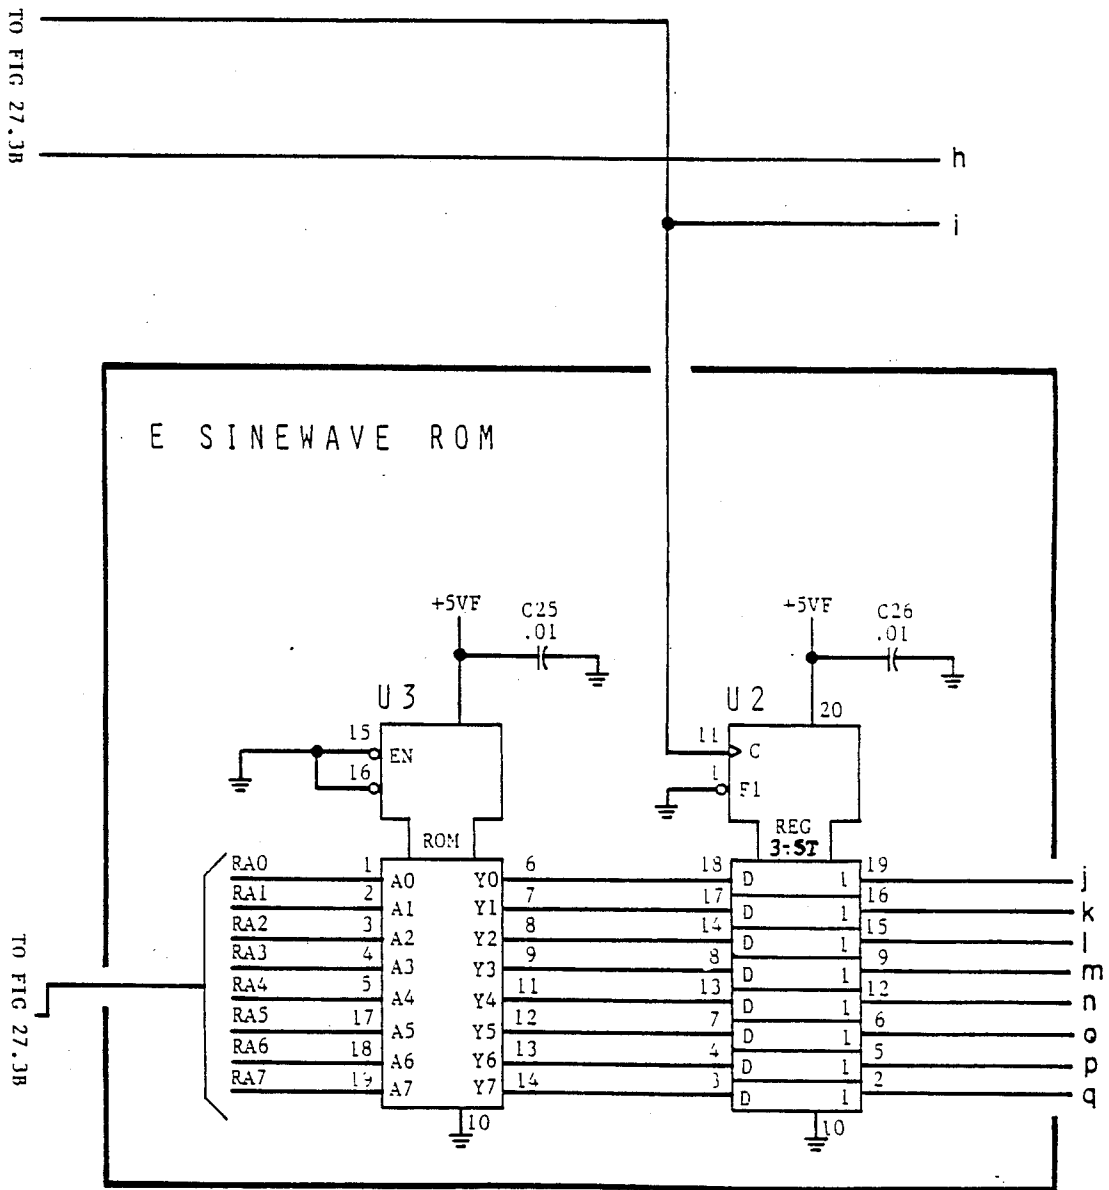 TO FIG 27.3B
h
i
E SINEWAVE ROM
+5VF
C25
.01
+5VF
C26
.01
U3
U2
20
15
EN
16
11
C
1
F1
ROM
REG
3-ST
RA0 1 A0 Y0 6 18 D 1 19 j
RA1 2 A1 Y1 7 17 D 1 16 k
RA2 3 A2 Y2 8 14 D 1 15 l
RA3 4 A3 Y3 9 8 D 1 9 m
RA4 5 A4 Y4 11 13 D 1 12 n
RA5 17 A5 Y5 12 7 D 1 6 o
RA6 18 A6 Y6 13 4 D 1 5 p
RA7 19 A7 Y7 14 3 D 1 2 q
10
10
TO FIG 27.3B